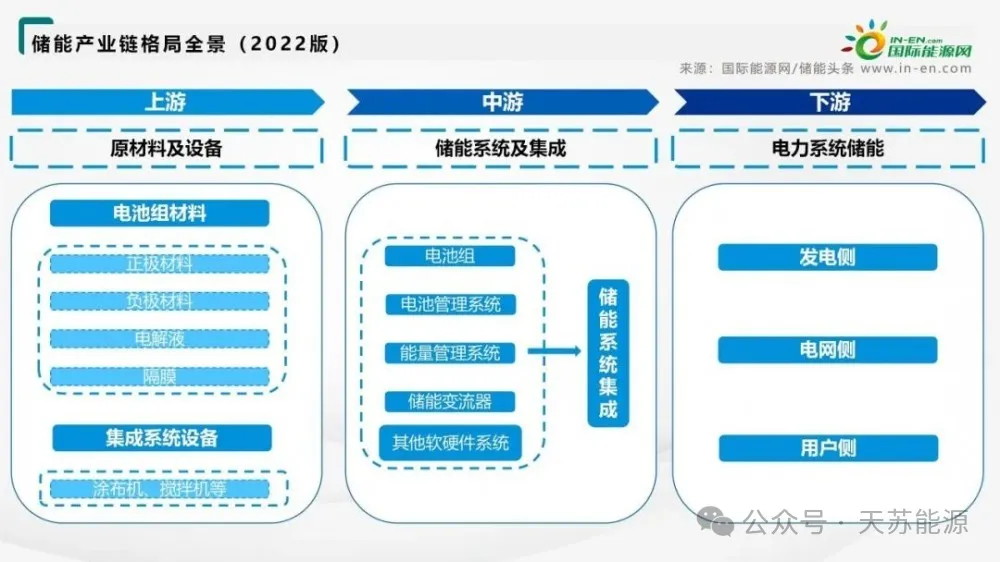 储能产业链格局全景（2022版）
IN-EN.com
国际能源网
来源：国际能源网/储能头条 www.in-en.com
上游
中游
下游
原材料及设备
储能系统及集成
电力系统储能
电池组材料
正极材料
负极材料
电解液
隔膜
集成系统设备
涂布机、搅拌机等
电池组
电池管理系统
能量管理系统
储能变流器
其他软硬件系统
储能系统集成
发电侧
电网侧
用户侧
公众号 · 天苏能源